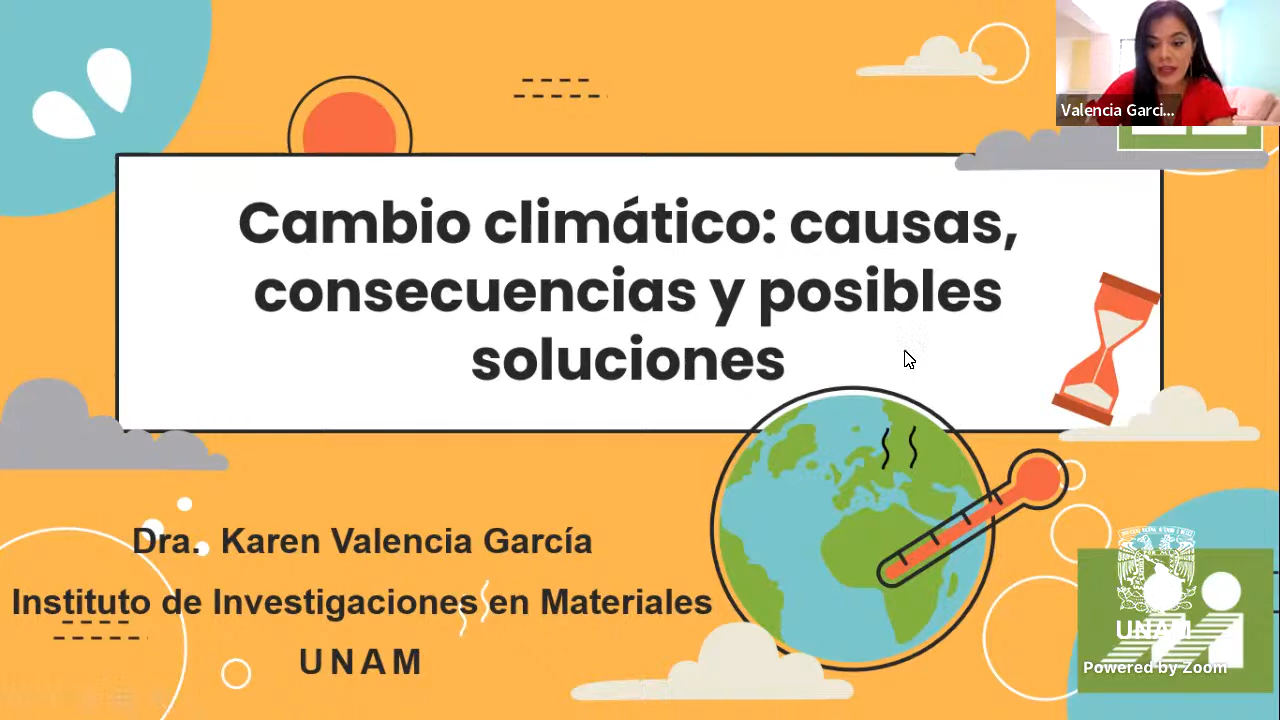 Valencia Garci...
Cambio climático: causas,
consecuencias y posibles
soluciones
Dra. Karen Valencia García
Instituto de Investigaciones en Materiales
UNAM
UNAM
Powered by Zoom